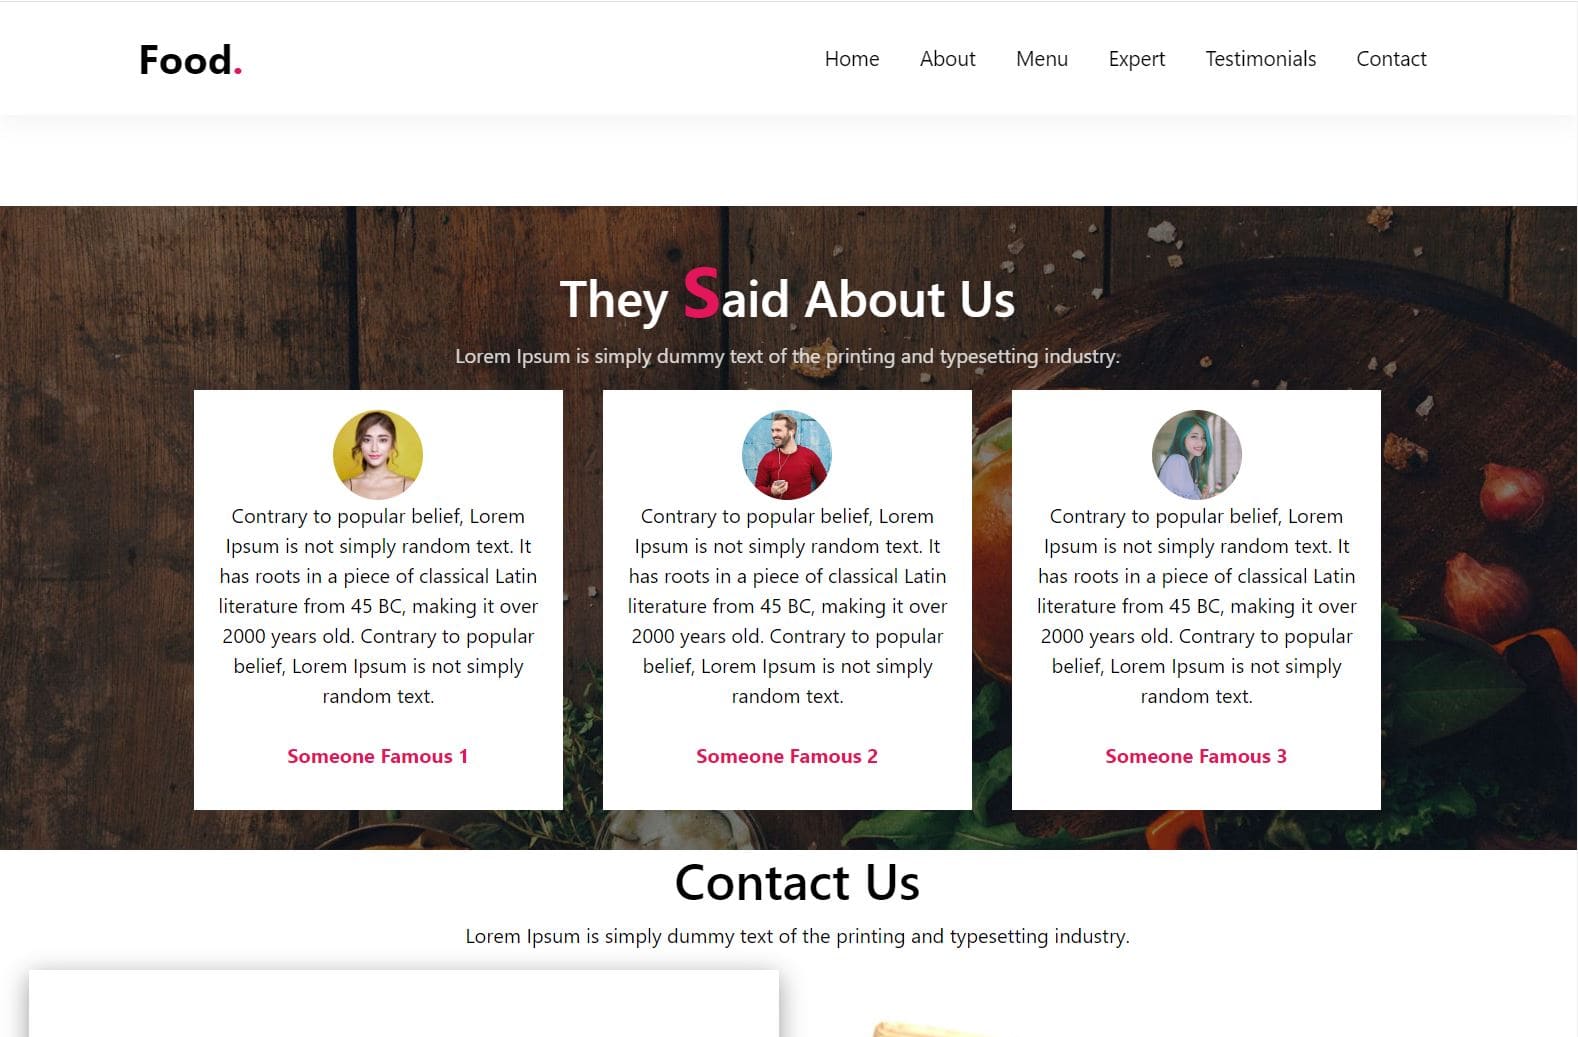 Food.
Home About Menu Expert Testimonials Contact
They Said About Us
Lorem Ipsum is simply dummy text of the printing and typesetting industry.
Contrary to popular belief, Lorem
Ipsum is not simply random text. It
has roots in a piece of classical Latin
literature from 45 BC, making it over
2000 years old. Contrary to popular
belief, Lorem Ipsum is not simply
random text.
Someone Famous 1
Contrary to popular belief, Lorem
Ipsum is not simply random text. It
has roots in a piece of classical Latin
literature from 45 BC, making it over
2000 years old. Contrary to popular
belief, Lorem Ipsum is not simply
random text.
Someone Famous 2
Contrary to popular belief, Lorem
Ipsum is not simply random text. It
has roots in a piece of classical Latin
literature from 45 BC, making it over
2000 years old. Contrary to popular
belief, Lorem Ipsum is not simply
random text.
Someone Famous 3
Contact Us
Lorem Ipsum is simply dummy text of the printing and typesetting industry.